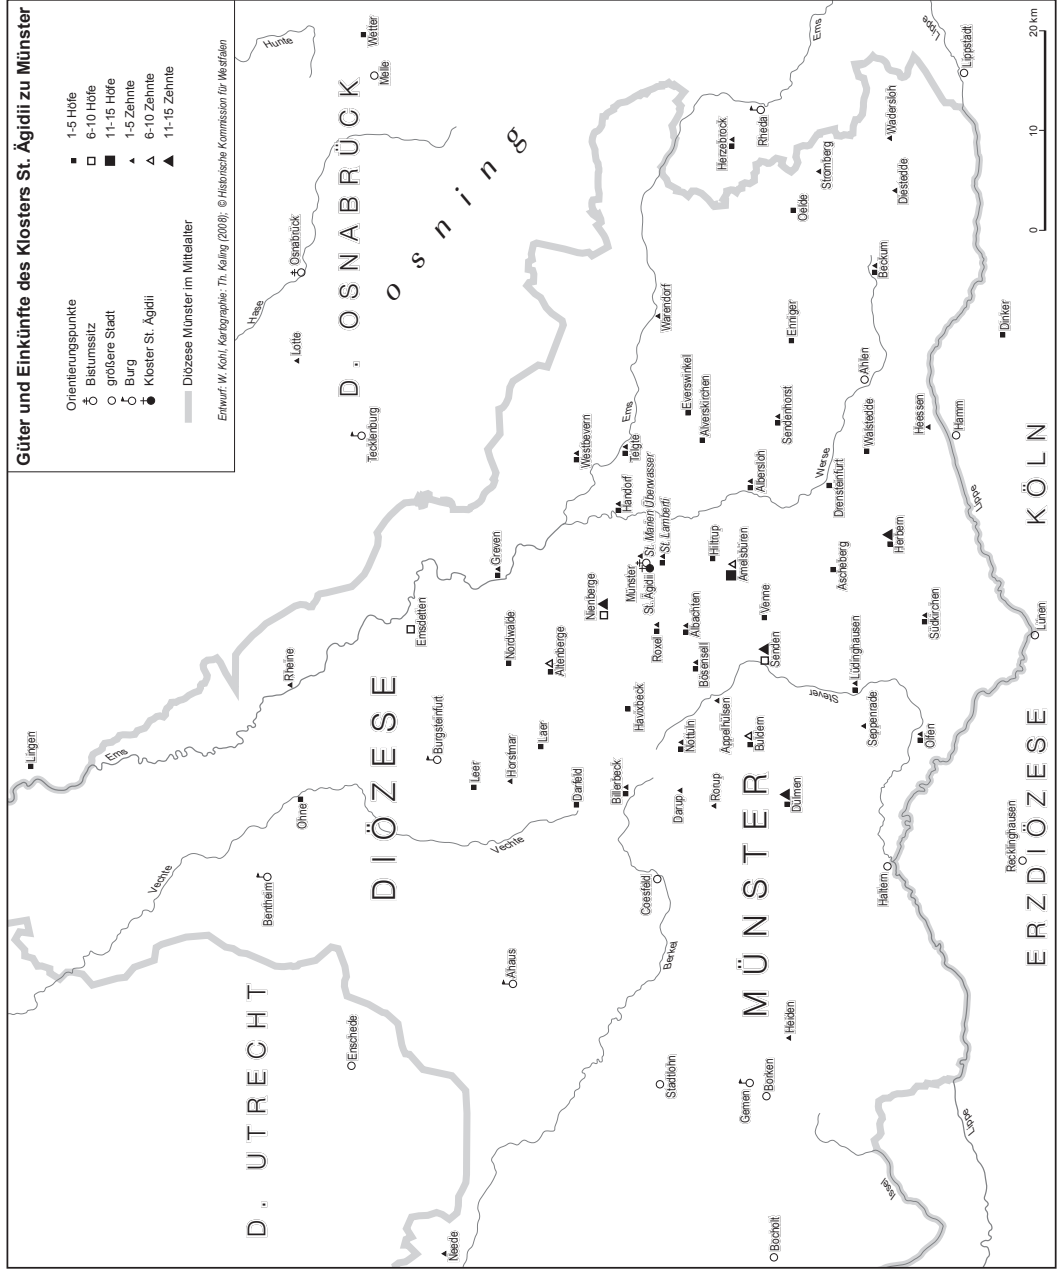 Güter und Einkünfte des Klosters St. Ägidii zu Münster
Orientierungspunkte
Bistumssitz
größere Stadt
Burg
Kloster St. Ägidii
1-5 Höfe
6-10 Höfe
11-15 Höfe
1-5 Zehnte
6-10 Zehnte
11-15 Zehnte
Diözese Münster im Mittelalter
Entwurf: W. Kohl, Kartographie: Th. Kaling (2008); © Historische Kommission für Westfalen
Hunte
Wetter
Melle
D. OSNABRÜCK
Osnabrück
Hase
Osning
Lotte
Tecklenburg
Lingen
Ems
Rheine
Ohne
Vechte
Bentheim
D. UTRECHT
Enschede
Neede
DIÖZESE
MÜNSTER
Emsdetten
Burgsteinfurt
Greven
Leer
Nordwalde
Horstmar
Laer
Altenberge
Darfeld
Vechte
Ahaus
Westbevern
Telgte
Ems
Handorf
Nienberge
Münster
St. Marien Überwasser
St. Lamberti
St. Ägidii
Roxel
Havixbeck
Billerbeck
Coesfeld
Berkel
Stadtlohn
Warendorf
Everswinkel
Alverskirchen
Hiltrup
Albachten
Bösensell
Nottuln
Appelhülsen
Darup
Rorup
Herzebrock
Rheda
Ems
Amelsbüren
Albersloh
Sendenhorst
Enniger
Venne
Senden
Buldern
Dülmen
Heiden
Gemen
Borken
Bocholt
Oelde
Stromberg
Wadersloh
Diestedde
Beckum
Ahlen
Walstedde
Werse
Drensteinfurt
Ascheberg
Herbern
Lüdinghausen
Stever
Seppenrade
Südkirchen
Olfen
Haltern
Heessen
Hamm
Lippe
Lippstadt
Lippe
Dinker
Lünen
Recklinghausen
Issel
Lippe
ERZDIÖZESE KÖLN
0 10 20 km